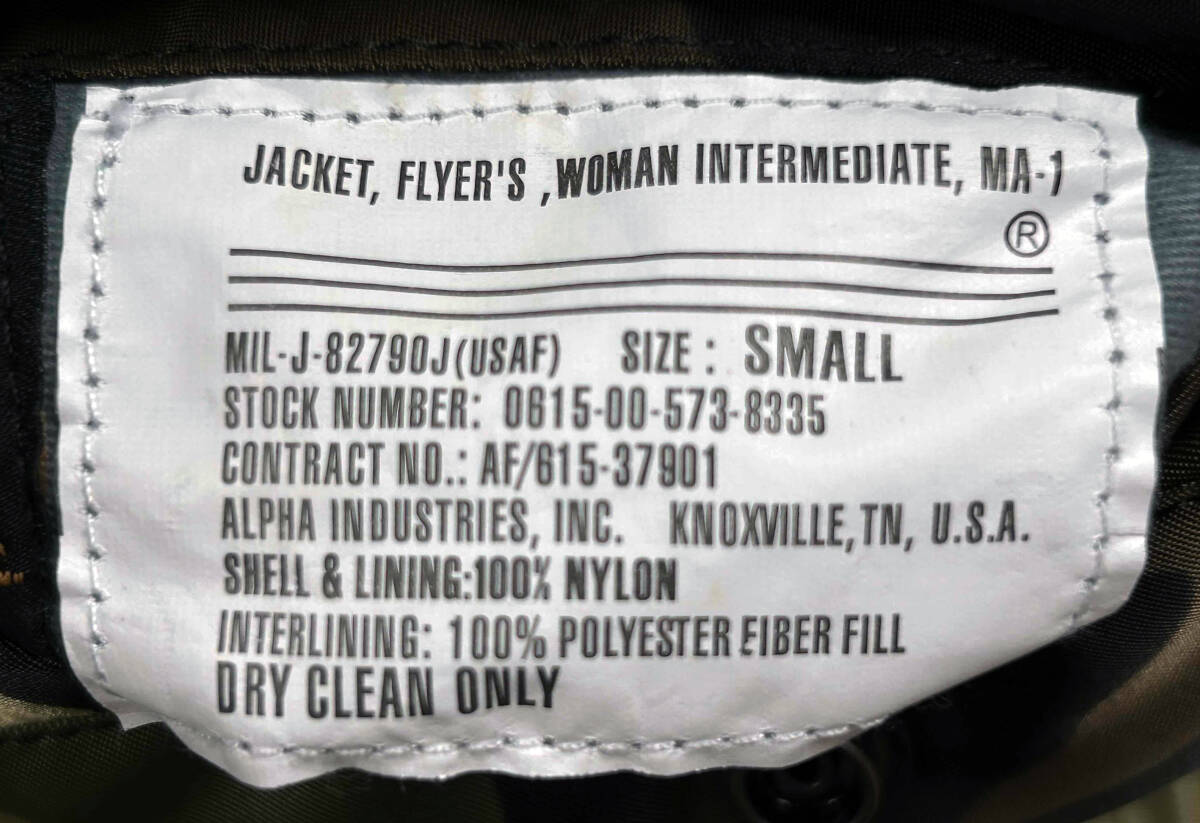 JACKET, FLYER'S ,WOMAN INTERMEDIATE, MA-1
®
MIL-J-82790J(USAF) SIZE : SMALL
STOCK NUMBER: 0615-00-573-8335
CONTRACT NO.: AF/615-37901
ALPHA INDUSTRIES, INC. KNOXVILLE,TN, U.S.A.
SHELL & LINING:100% NYLON
INTERLINING: 100% POLYESTER FIBER FILL
DRY CLEAN ONLY